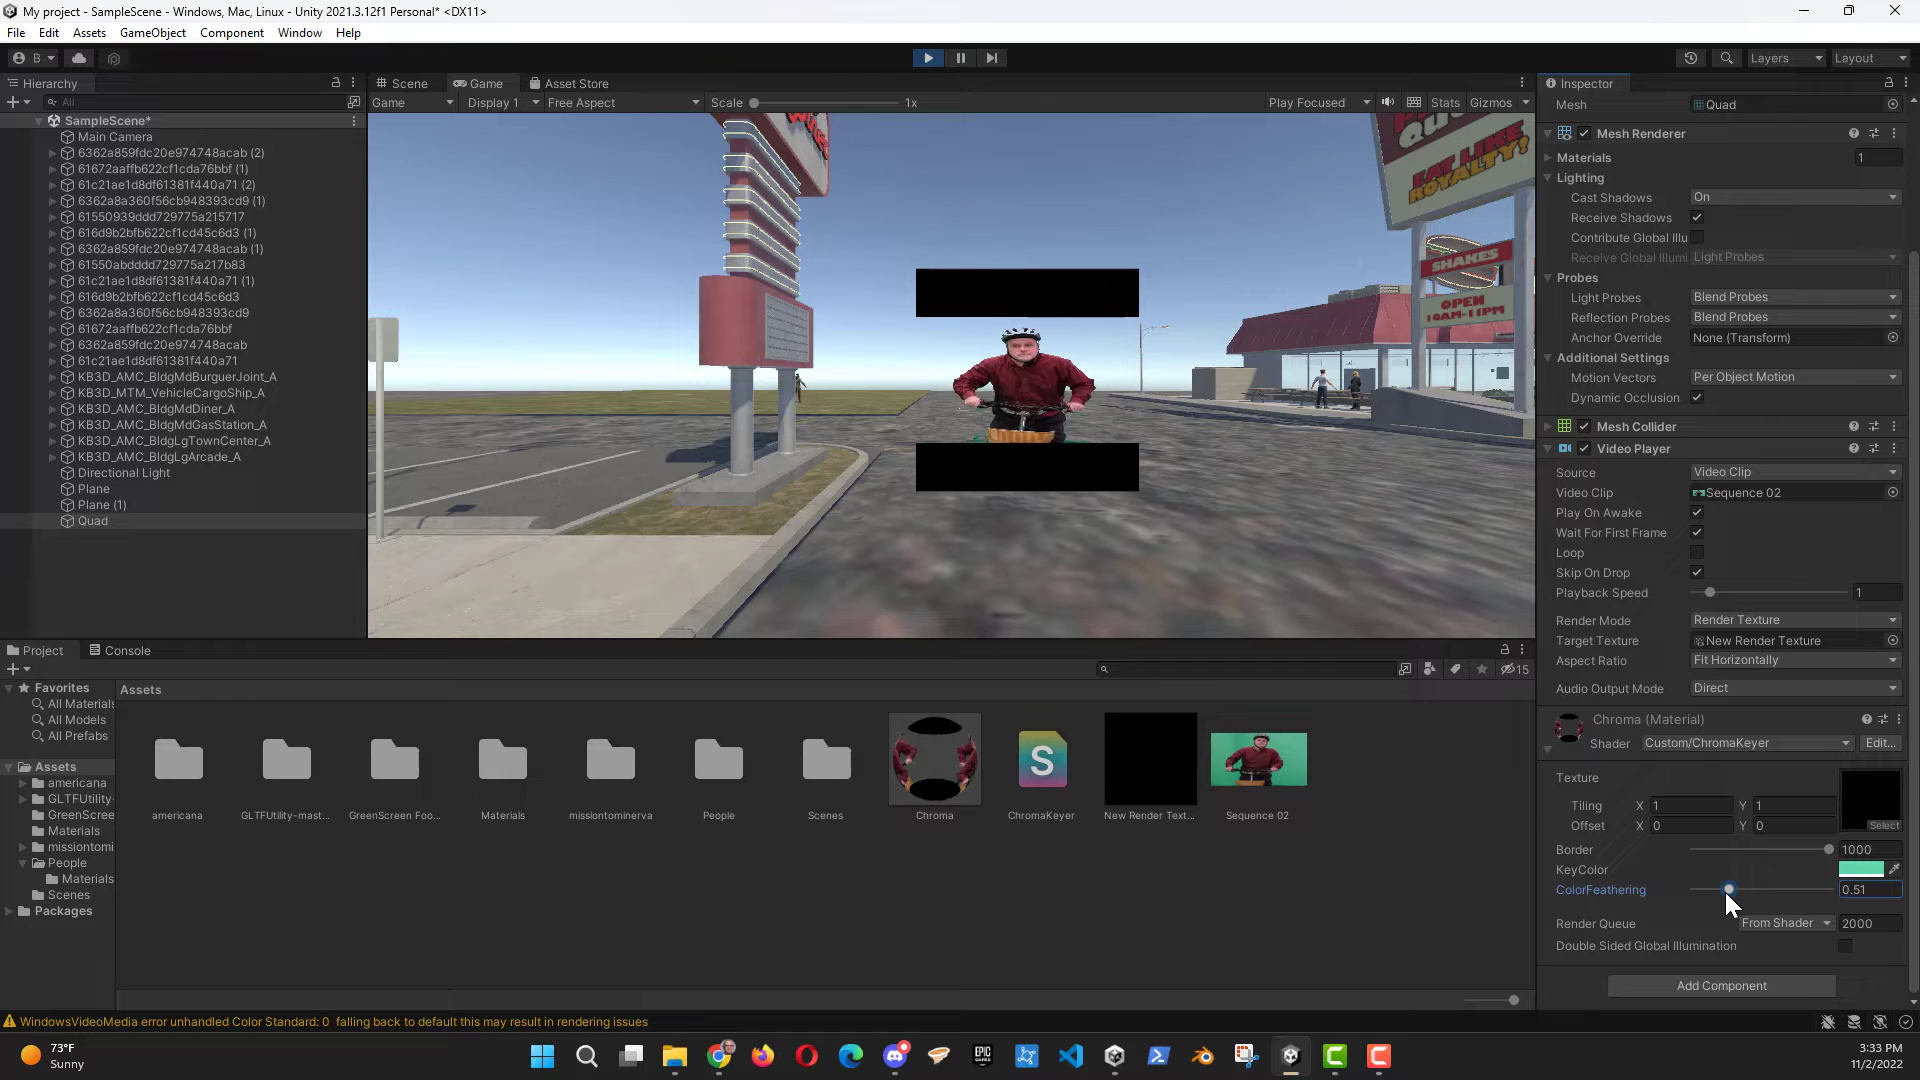 My project - SampleScene - Windows, Mac, Linux - Unity 2021.3.12f1 Personal* <DX11>
File Edit Assets GameObject Component Window Help
B Layers Layout
Hierarchy
All
SampleScene*
Main Camera
6362a859fdc20e974748acab (2)
61672aaffb622cf1cda76bbf (1)
61c21ae1d8df61381f440a71 (2)
6362a8a360f56cb948393cd9 (1)
61550939ddd729775a215717
616d9b2bfb622cf1cd45c6d3 (1)
6362a859fdc20e974748acab (1)
61550abdddd729775a217b83
61c21ae1d8df61381f440a71 (1)
616d9b2bfb622cf1cd45c6d3
6362a8a360f56cb948393cd9
61672aaffb622cf1cda76bbf
6362a859fdc20e974748acab
61c21ae1d8df61381f440a71
KB3D_AMC_BldgMdBurguerJoint_A
KB3D_MTM_VehicleCargoShip_A
KB3D_AMC_BldgMdDiner_A
KB3D_AMC_BldgMdGasStation_A
KB3D_AMC_BldgLgTownCenter_A
KB3D_AMC_BldgLgArcade_A
Directional Light
Plane
Plane (1)
Quad
Scene Game Asset Store
Game Display 1 Free Aspect Scale 1x Play Focused Stats Gizmos
EAT LIKE
ROYALTY!
SHAKES
OPEN
10AM-11PM
Inspector
Mesh Quad
Mesh Renderer
Materials 1
Lighting
Cast Shadows On
Receive Shadows
Contribute Global Illu
Receive Global Illumi Light Probes
Probes
Light Probes Blend Probes
Reflection Probes Blend Probes
Anchor Override None (Transform)
Additional Settings
Motion Vectors Per Object Motion
Dynamic Occlusion
Mesh Collider
Video Player
Source Video Clip
Video Clip Sequence 02
Play On Awake
Wait For First Frame
Loop
Skip On Drop
Playback Speed 1
Render Mode Render Texture
Target Texture New Render Texture
Aspect Ratio Fit Horizontally
Audio Output Mode Direct
Chroma (Material)
Shader Custom/ChromaKeyer Edit...
Texture
Tiling X 1 Y 1
Offset X 0 Y 0
Select
Border 1000
KeyColor
ColorFeathering 0.51
Render Queue From Shader 2000
Double Sided Global Illumination
Add Component
Project Console
15
Favorites
All Materials
All Models
All Prefabs
Assets
americana
GLTFUtility-
GreenScree
Materials
missiontomi
People
Materials
Scenes
Packages
Assets
S
americana GLTFUtility-mast... GreenScreen Foo... Materials missiontominerva People Scenes Chroma ChromaKeyer New Render Text... Sequence 02
WindowsVideoMedia error unhandled Color Standard: 0 falling back to default this may result in rendering issues
73°F
Sunny
EPIC
GAMES
3:33 PM
11/2/2022